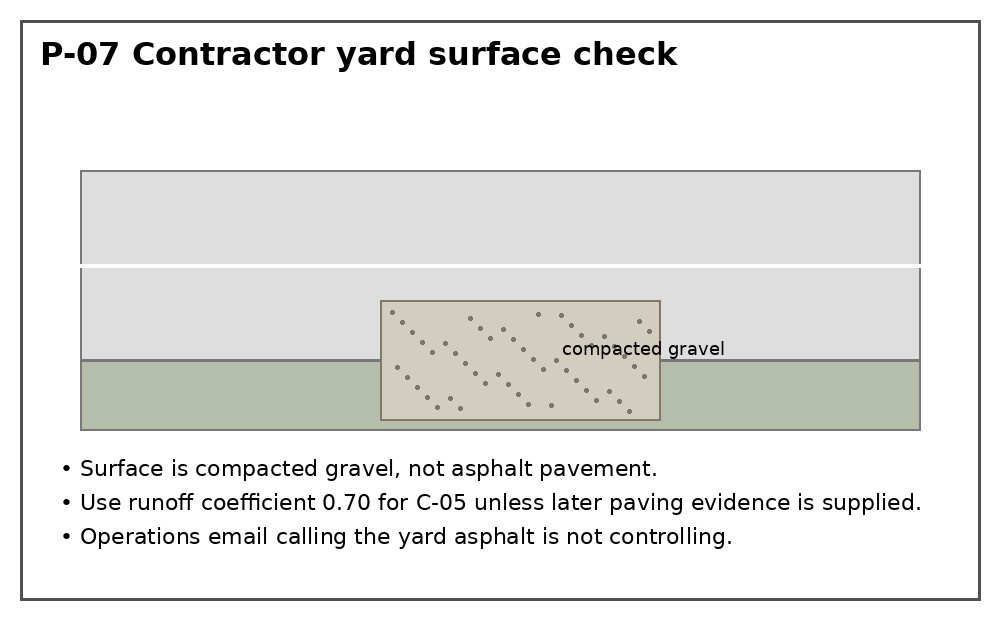 P-07 Contractor yard surface check
compacted gravel
• Surface is compacted gravel, not asphalt pavement.
• Use runoff coefficient 0.70 for C-05 unless later paving evidence is supplied.
• Operations email calling the yard asphalt is not controlling.